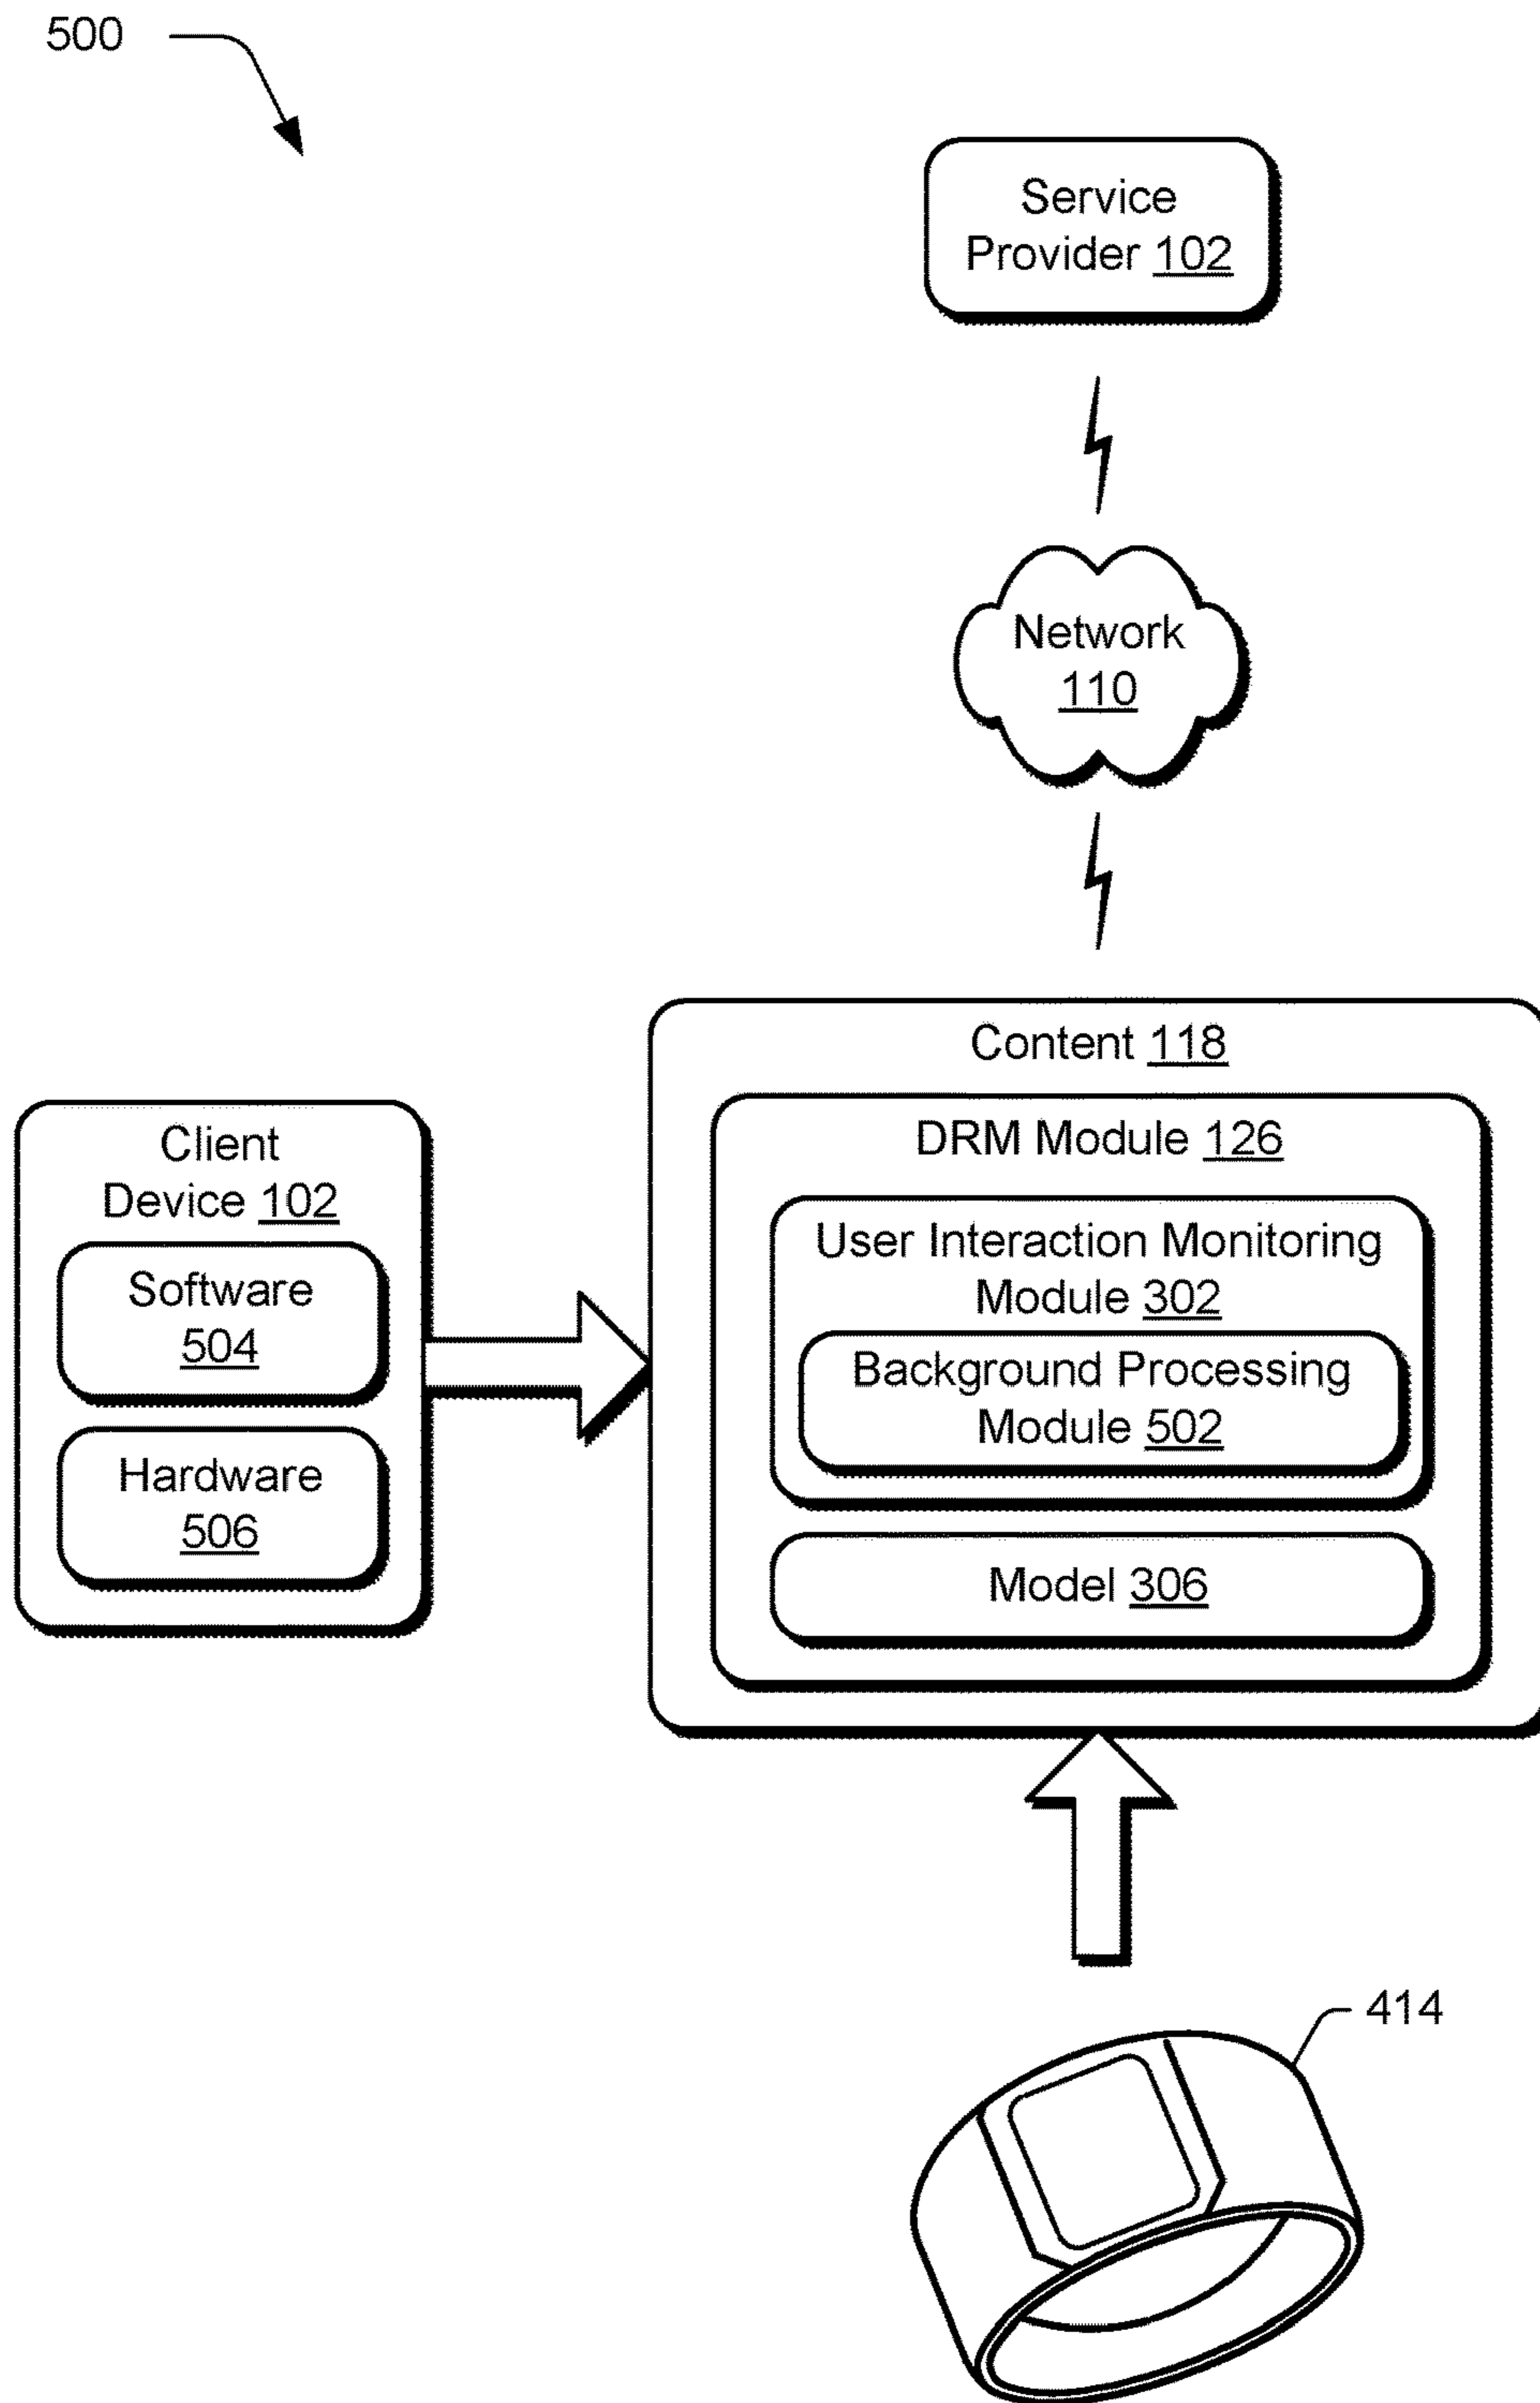 500
Service
Provider 102
Network
110
Content 118
DRM Module 126
User Interaction Monitoring
Module 302
Background Processing
Module 502
Model 306
Client
Device 102
Software
504
Hardware
506
414